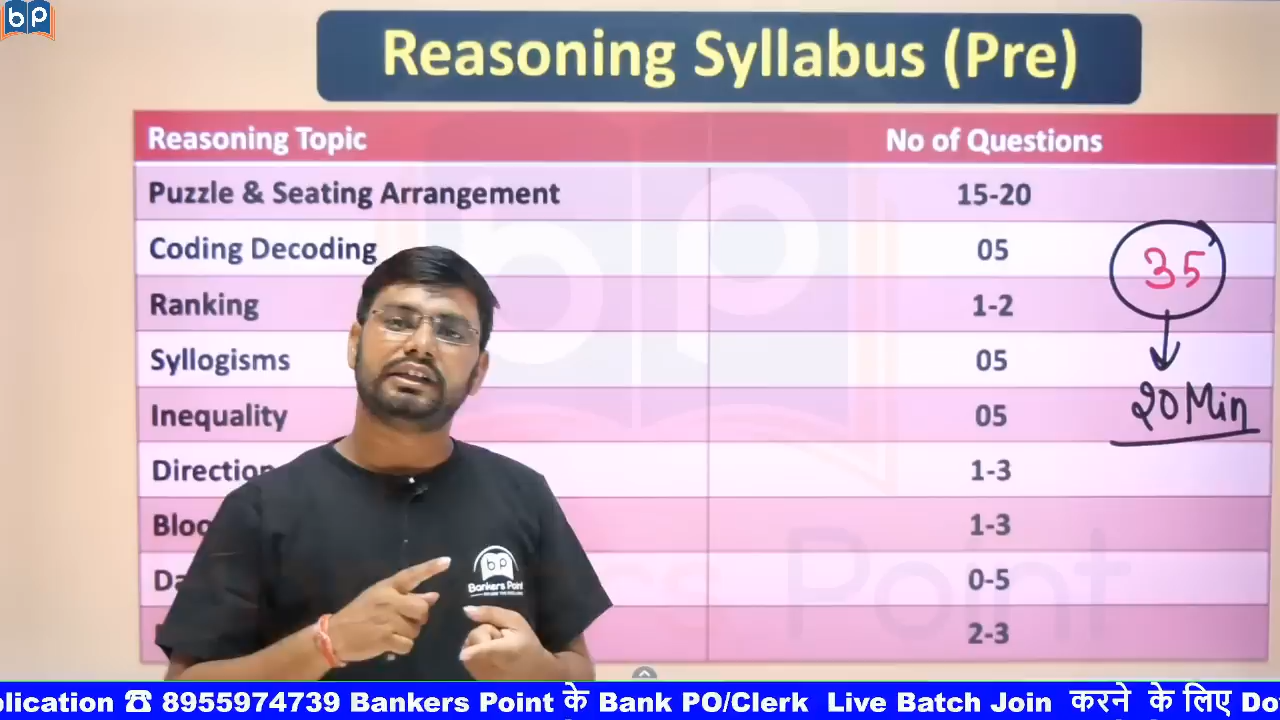 bp
Reasoning Syllabus (Pre)
Reasoning Topic No of Questions
Puzzle & Seating Arrangement 15-20
Coding Decoding 05
Ranking 1-2
Syllogisms 05
Inequality 05
1-3
1-3
0-5
2-3
35
20 Min
bp
Bankers Point
8955974739 Bankers Point के Bank PO/Clerk Live Batch Join करने के लिए